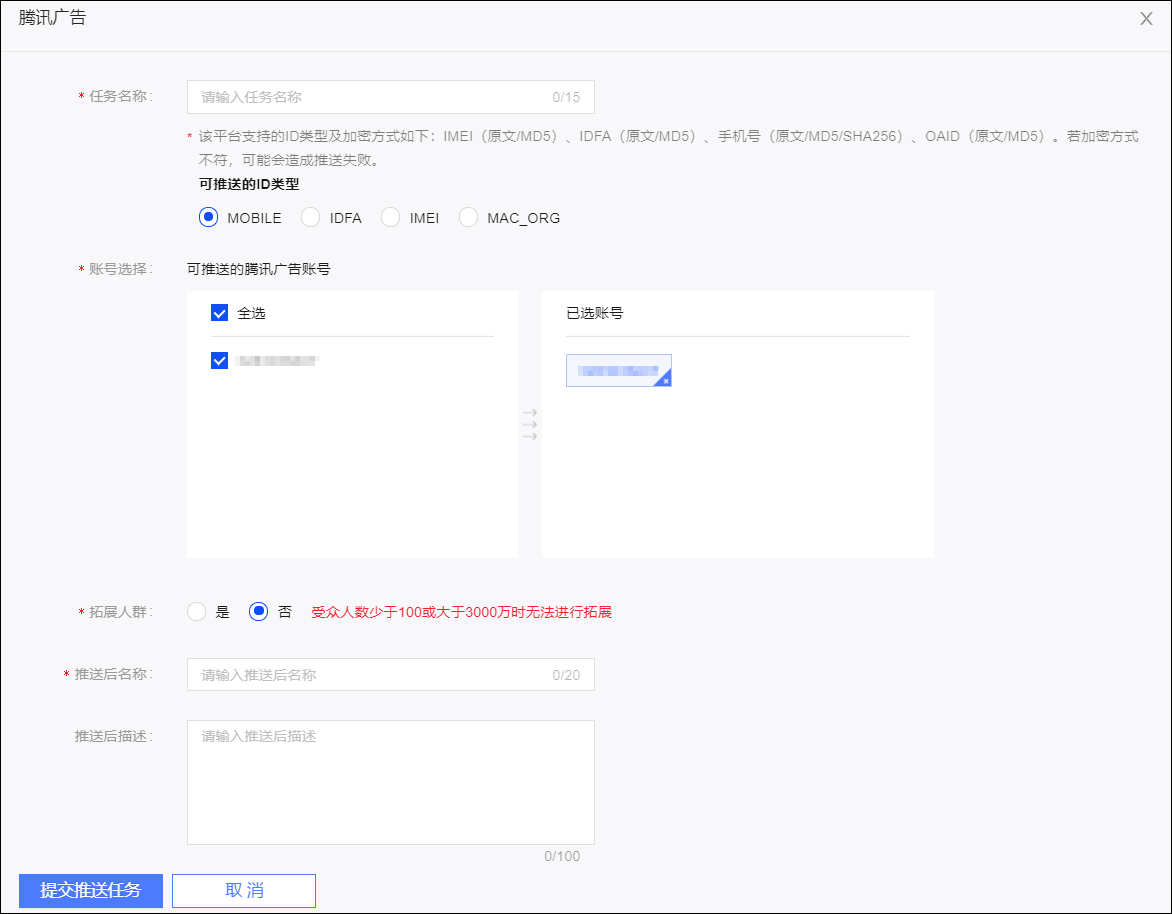 腾讯广告
* 任务名称:
请输入任务名称 0/15
* 该平台支持的ID类型及加密方式如下：IMEI（原文/MD5）、IDFA（原文/MD5）、手机号（原文/MD5/SHA256）、OAID（原文/MD5）。若加密方式
不符，可能会造成推送失败。
可推送的ID类型
MOBILE IDFA IMEI MAC_ORG
* 账号选择: 可推送的腾讯广告账号
全选
已选账号
* 拓展人群: 是 否 受众人数少于100或大于3000万时无法进行拓展
* 推送后名称: 请输入推送后名称 0/20
推送后描述: 请输入推送后描述
0/100
提交推送任务 取 消